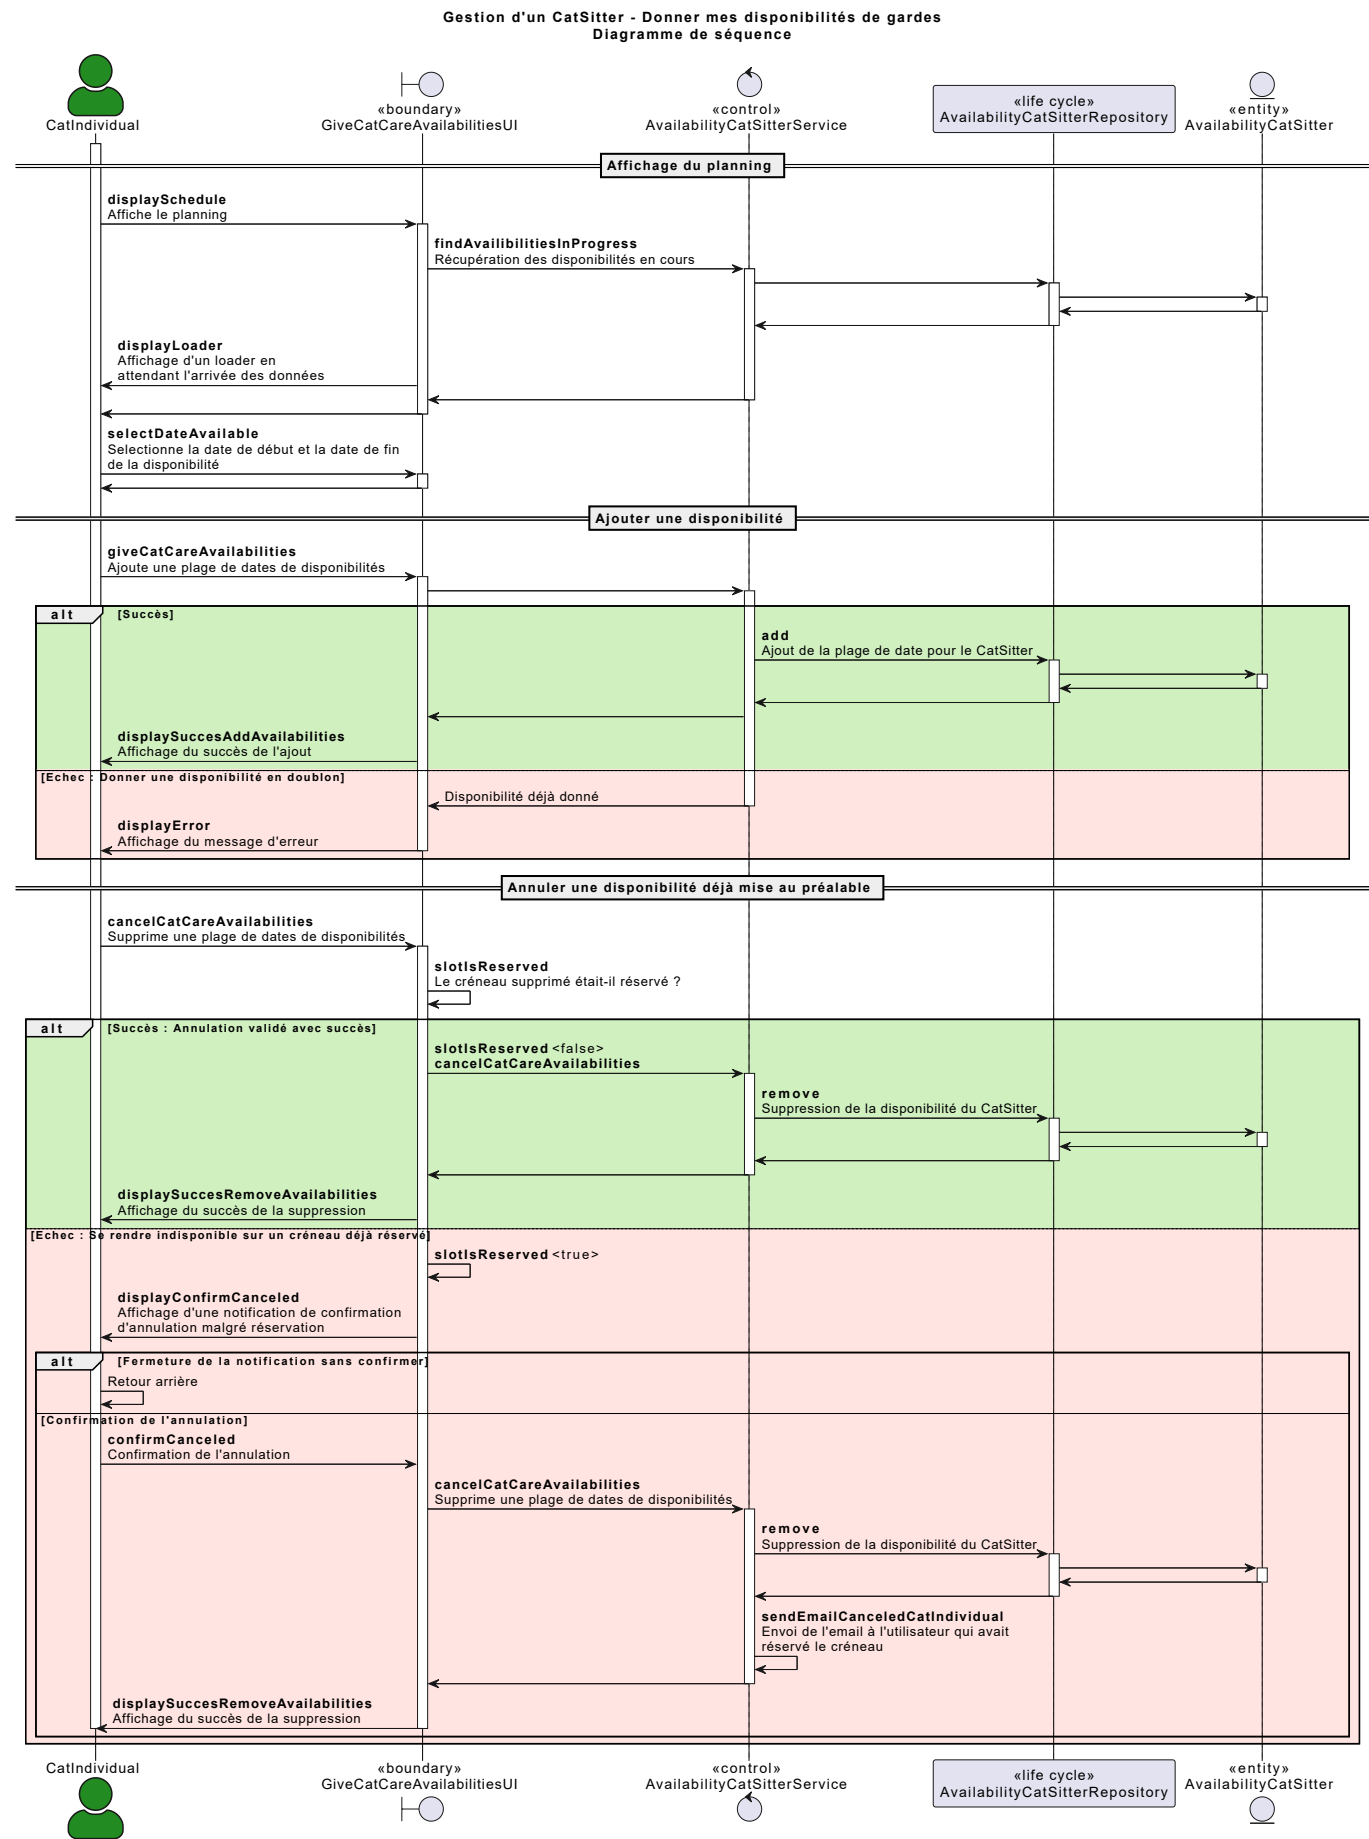 Gestion d'un CatSitter - Donner mes disponibilités de gardes
Diagramme de séquence
CatIndividual
«boundary»
GiveCatCareAvailabilitiesUI
«control»
AvailabilityCatSitterService
«life cycle»
AvailabilityCatSitterRepository
«entity»
AvailabilityCatSitter
Affichage du planning
displaySchedule
Affiche le planning
findAvailibilitiesInProgress
Récupération des disponibilités en cours
displayLoader
Affichage d'un loader en
attendant l'arrivée des données
selectDateAvailable
Selectionne la date de début et la date de fin
de la disponibilité
Ajouter une disponibilité
giveCatCareAvailabilities
Ajoute une plage de dates de disponibilités
alt [Succès]
add
Ajout de la plage de date pour le CatSitter
displaySuccesAddAvailabilities
Affichage du succès de l'ajout
[Echec : Donner une disponibilité en doublon]
Disponibilité déjà donné
displayError
Affichage du message d'erreur
Annuler une disponibilité déjà mise au préalable
cancelCatCareAvailabilities
Supprime une plage de dates de disponibilités
slotIsReserved
Le créneau supprimé était-il réservé ?
alt [Succès : Annulation validé avec succès]
slotIsReserved <false>
cancelCatCareAvailabilities
remove
Suppression de la disponibilité du CatSitter
displaySuccesRemoveAvailabilities
Affichage du succès de la suppression
[Echec : Se rendre indisponible sur un créneau déjà réservé]
slotIsReserved <true>
displayConfirmCanceled
Affichage d'une notification de confirmation
d'annulation malgré réservation
alt [Fermeture de la notification sans confirmer]
Retour arrière
[Confirmation de l'annulation]
confirmCanceled
Confirmation de l'annulation
cancelCatCareAvailabilities
Supprime une plage de dates de disponibilités
remove
Suppression de la disponibilité du CatSitter
sendEmailCanceledCatIndividual
Envoi de l'email à l'utilisateur qui avait
réservé le créneau
displaySuccesRemoveAvailabilities
Affichage du succès de la suppression
CatIndividual
«boundary»
GiveCatCareAvailabilitiesUI
«control»
AvailabilityCatSitterService
«life cycle»
AvailabilityCatSitterRepository
«entity»
AvailabilityCatSitter